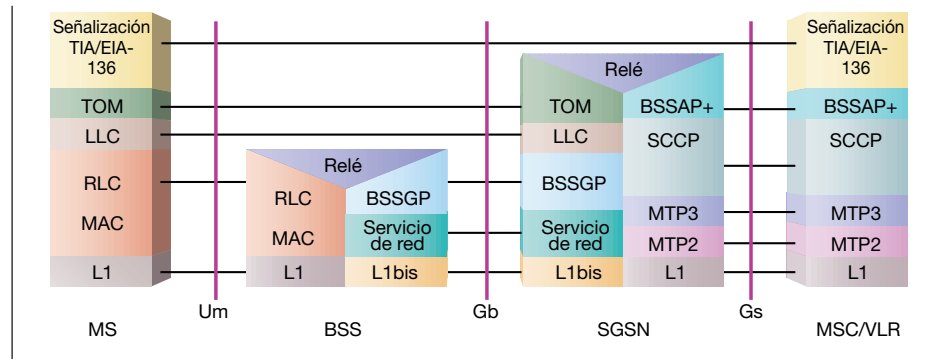 Señalización
TIA/EIA-
136
TOM
LLC
RLC
MAC
L1
MS
Um
Relé
RLC
MAC
L1
BSSGP
Servicio
de red
L1bis
BSS
Gb
Relé
TOM
LLC
BSSGP
Servicio
de red
L1bis
BSSAP+
SCCP
MTP3
MTP2
L1
SGSN
Gs
Señalización
TIA/EIA-
136
BSSAP+
SCCP
MTP3
MTP2
L1
MSC/VLR